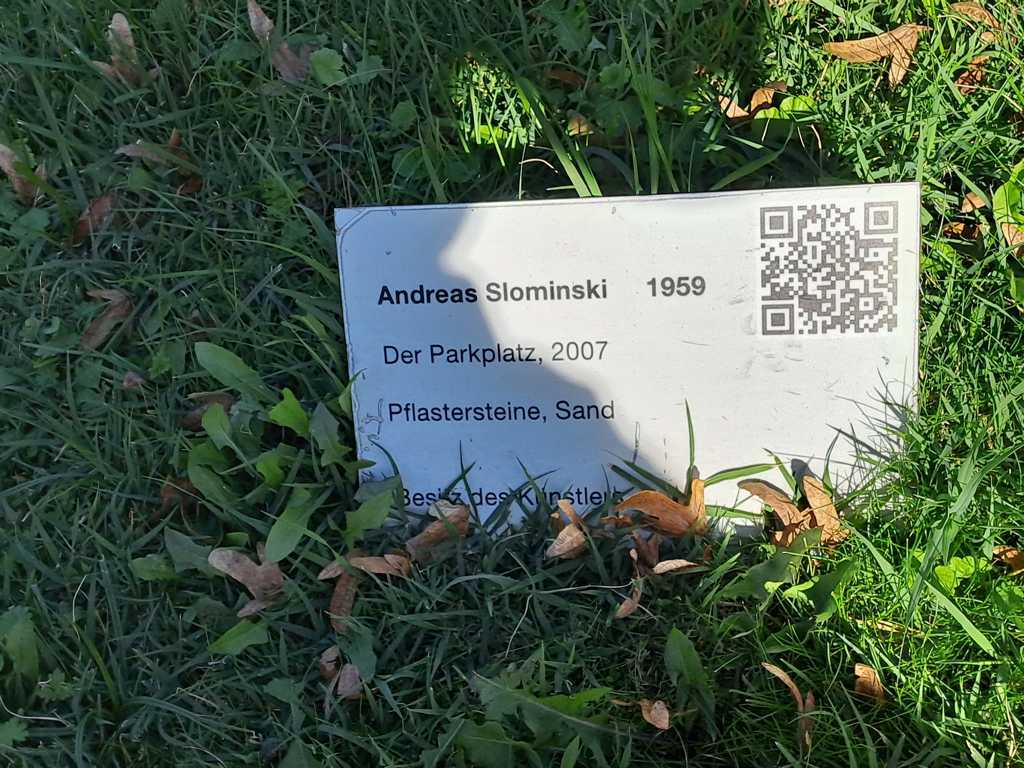 Andreas Slominski 1959
Der Parkplatz, 2007
Pflastersteine, Sand
Besitz des Künstlers